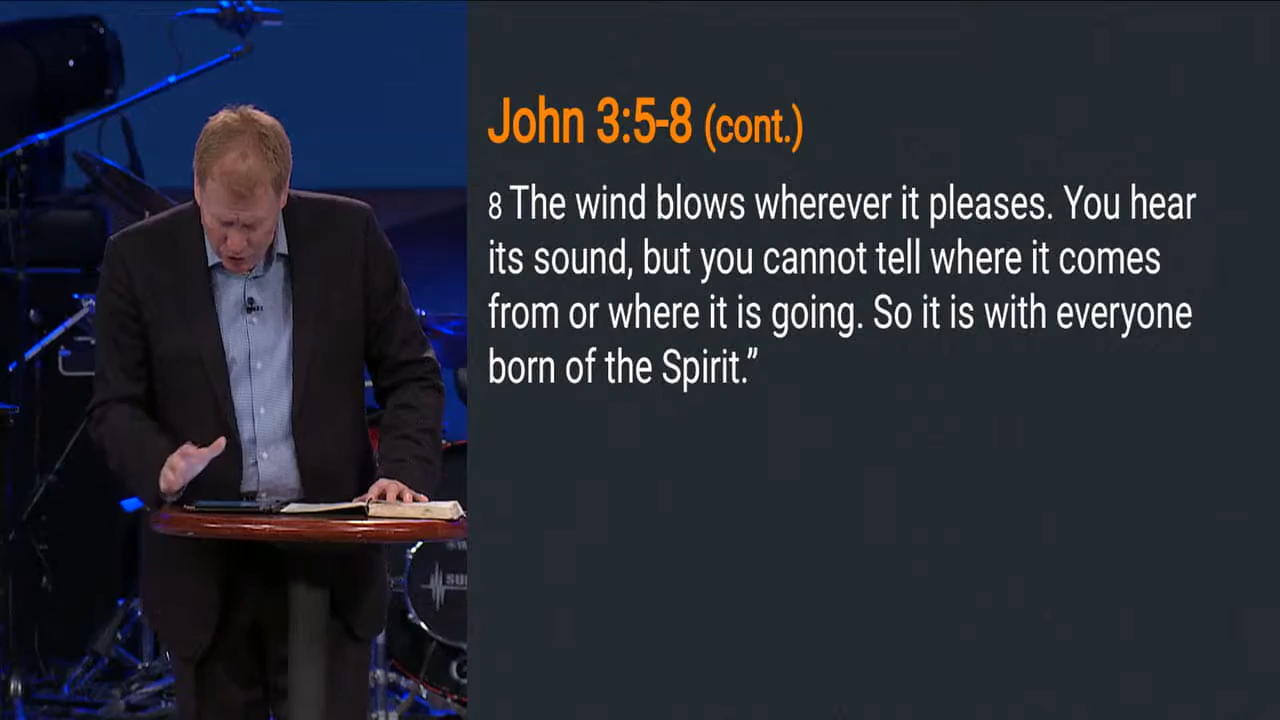 John 3:5-8 (cont.)
8 The wind blows wherever it pleases. You hear
its sound, but you cannot tell where it comes
from or where it is going. So it is with everyone
born of the Spirit.”